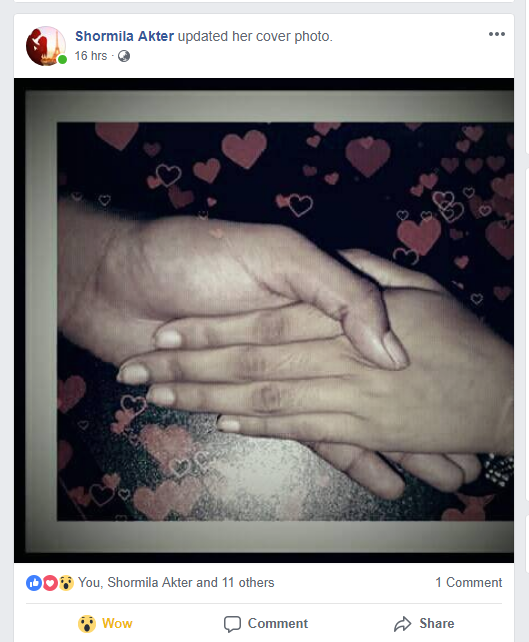 Shormila Akter updated her cover photo.
16 hrs ·
You, Shormila Akter and 11 others
1 Comment
Wow
Comment
Share